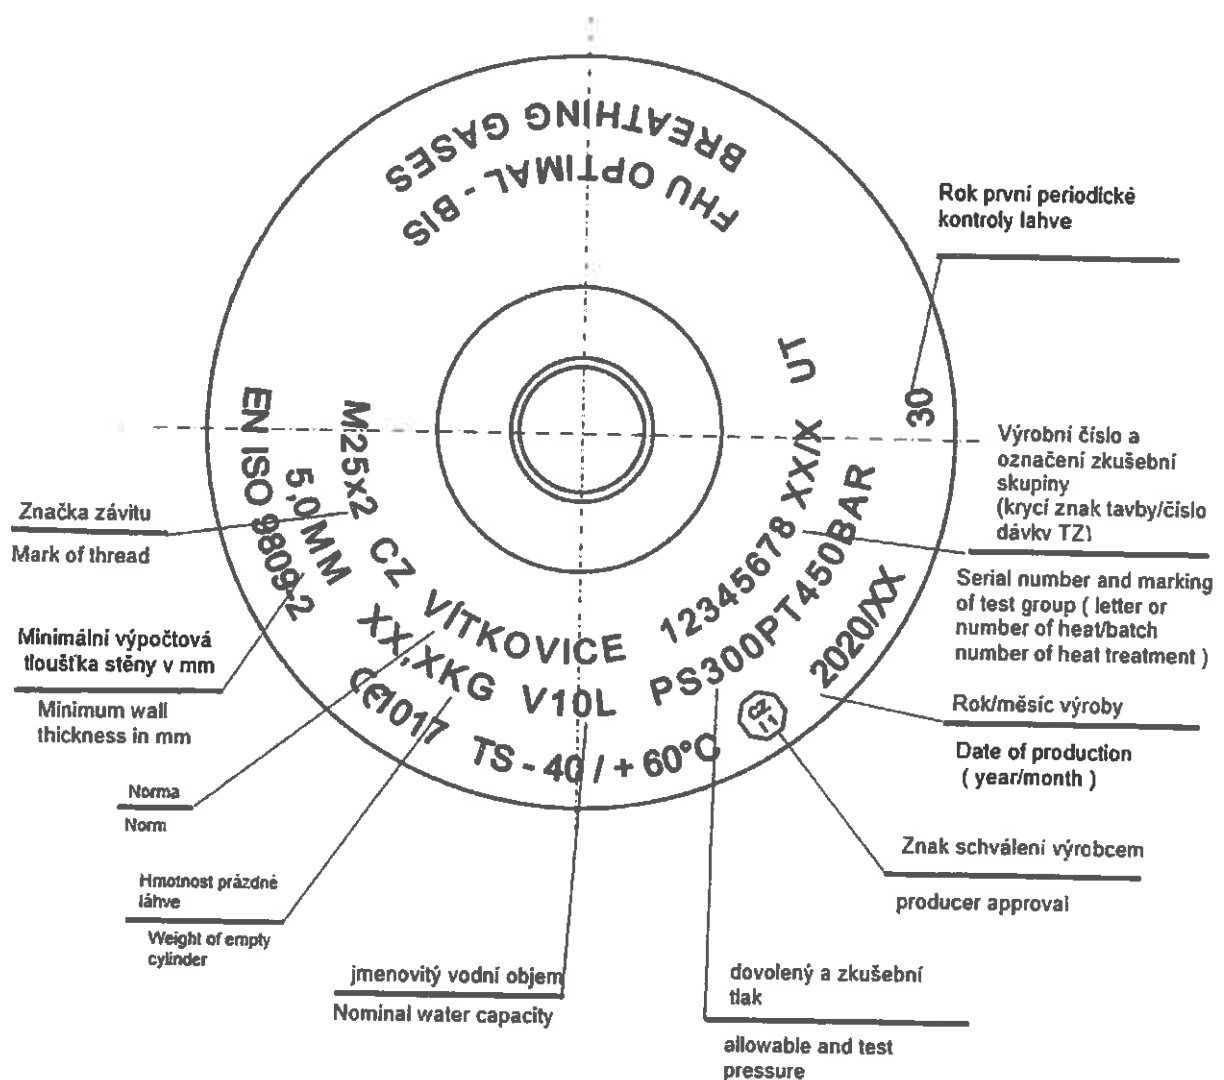 BREATHING GASES
FHU OPTIMAL - BIS
Rok první periodické
kontroly lahve
30
UT
M25x2 CZ VÍTKOVICE 12345678 XX/X
5,0MM XX,XKG V10L PS300PT450BAR
EN ISO 9809-2 CE1017 TS - 40 / + 60°C CZ 11 2020/XX
Výrobní číslo a
označení zkušební
skupiny
(krycí znak tavby/číslo
dávky TZ)
Serial number and marking
of test group ( letter or
number of heat/batch
number of heat treatment )
Značka závitu
Mark of thread
Minimální výpočtová
tloušťka stěny v mm
Minimum wall
thickness in mm
Rok/měsíc výroby
Date of production
( year/month )
Norma
Norm
Znak schválení výrobcem
producer approval
Hmotnost prázdné
láhve
Weight of empty
cylinder
jmenovitý vodní objem
Nominal water capacity
dovolený a zkušební
tlak
allowable and test
pressure